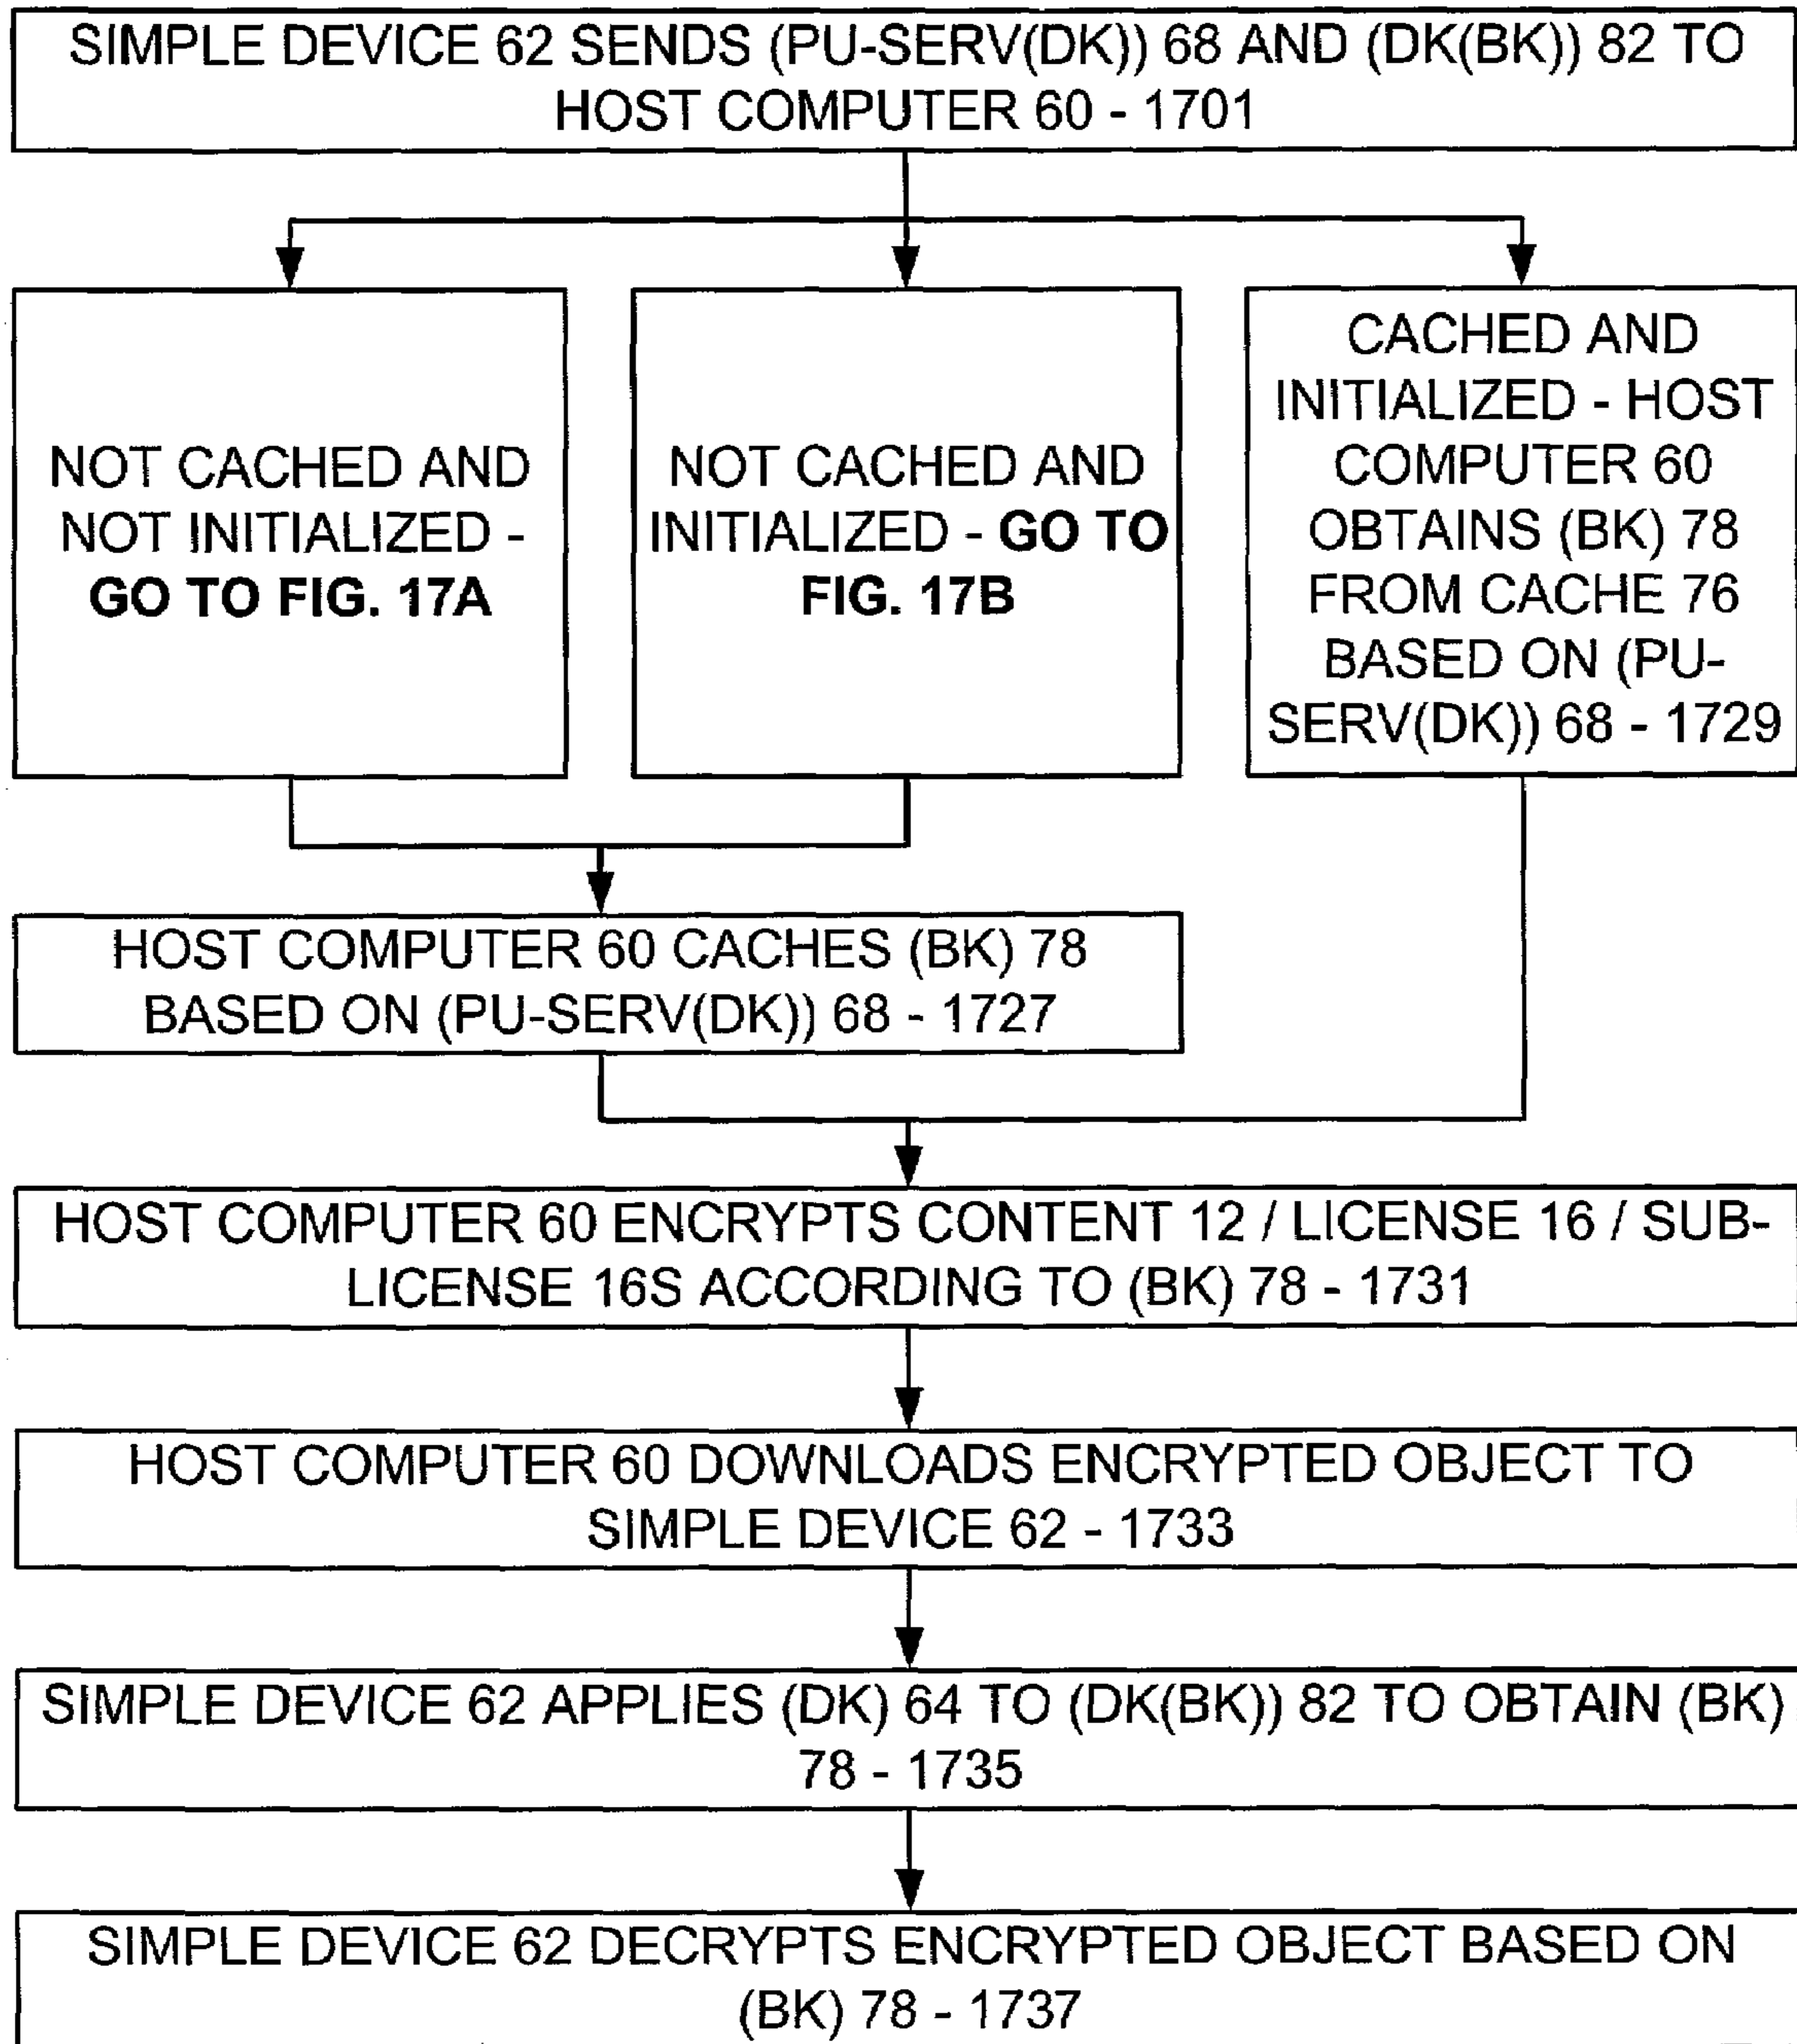 SIMPLE DEVICE 62 SENDS (PU-SERV(DK)) 68 AND (DK(BK)) 82 TO
HOST COMPUTER 60 - 1701
NOT CACHED AND
NOT INITIALIZED -
GO TO FIG. 17A
NOT CACHED AND
INITIALIZED - GO TO
FIG. 17B
CACHED AND
INITIALIZED - HOST
COMPUTER 60
OBTAINS (BK) 78
FROM CACHE 76
BASED ON (PU-
SERV(DK)) 68 - 1729
HOST COMPUTER 60 CACHES (BK) 78
BASED ON (PU-SERV(DK)) 68 - 1727
HOST COMPUTER 60 ENCRYPTS CONTENT 12 / LICENSE 16 / SUB-
LICENSE 16S ACCORDING TO (BK) 78 - 1731
HOST COMPUTER 60 DOWNLOADS ENCRYPTED OBJECT TO
SIMPLE DEVICE 62 - 1733
SIMPLE DEVICE 62 APPLIES (DK) 64 TO (DK(BK)) 82 TO OBTAIN (BK)
78 - 1735
SIMPLE DEVICE 62 DECRYPTS ENCRYPTED OBJECT BASED ON
(BK) 78 - 1737